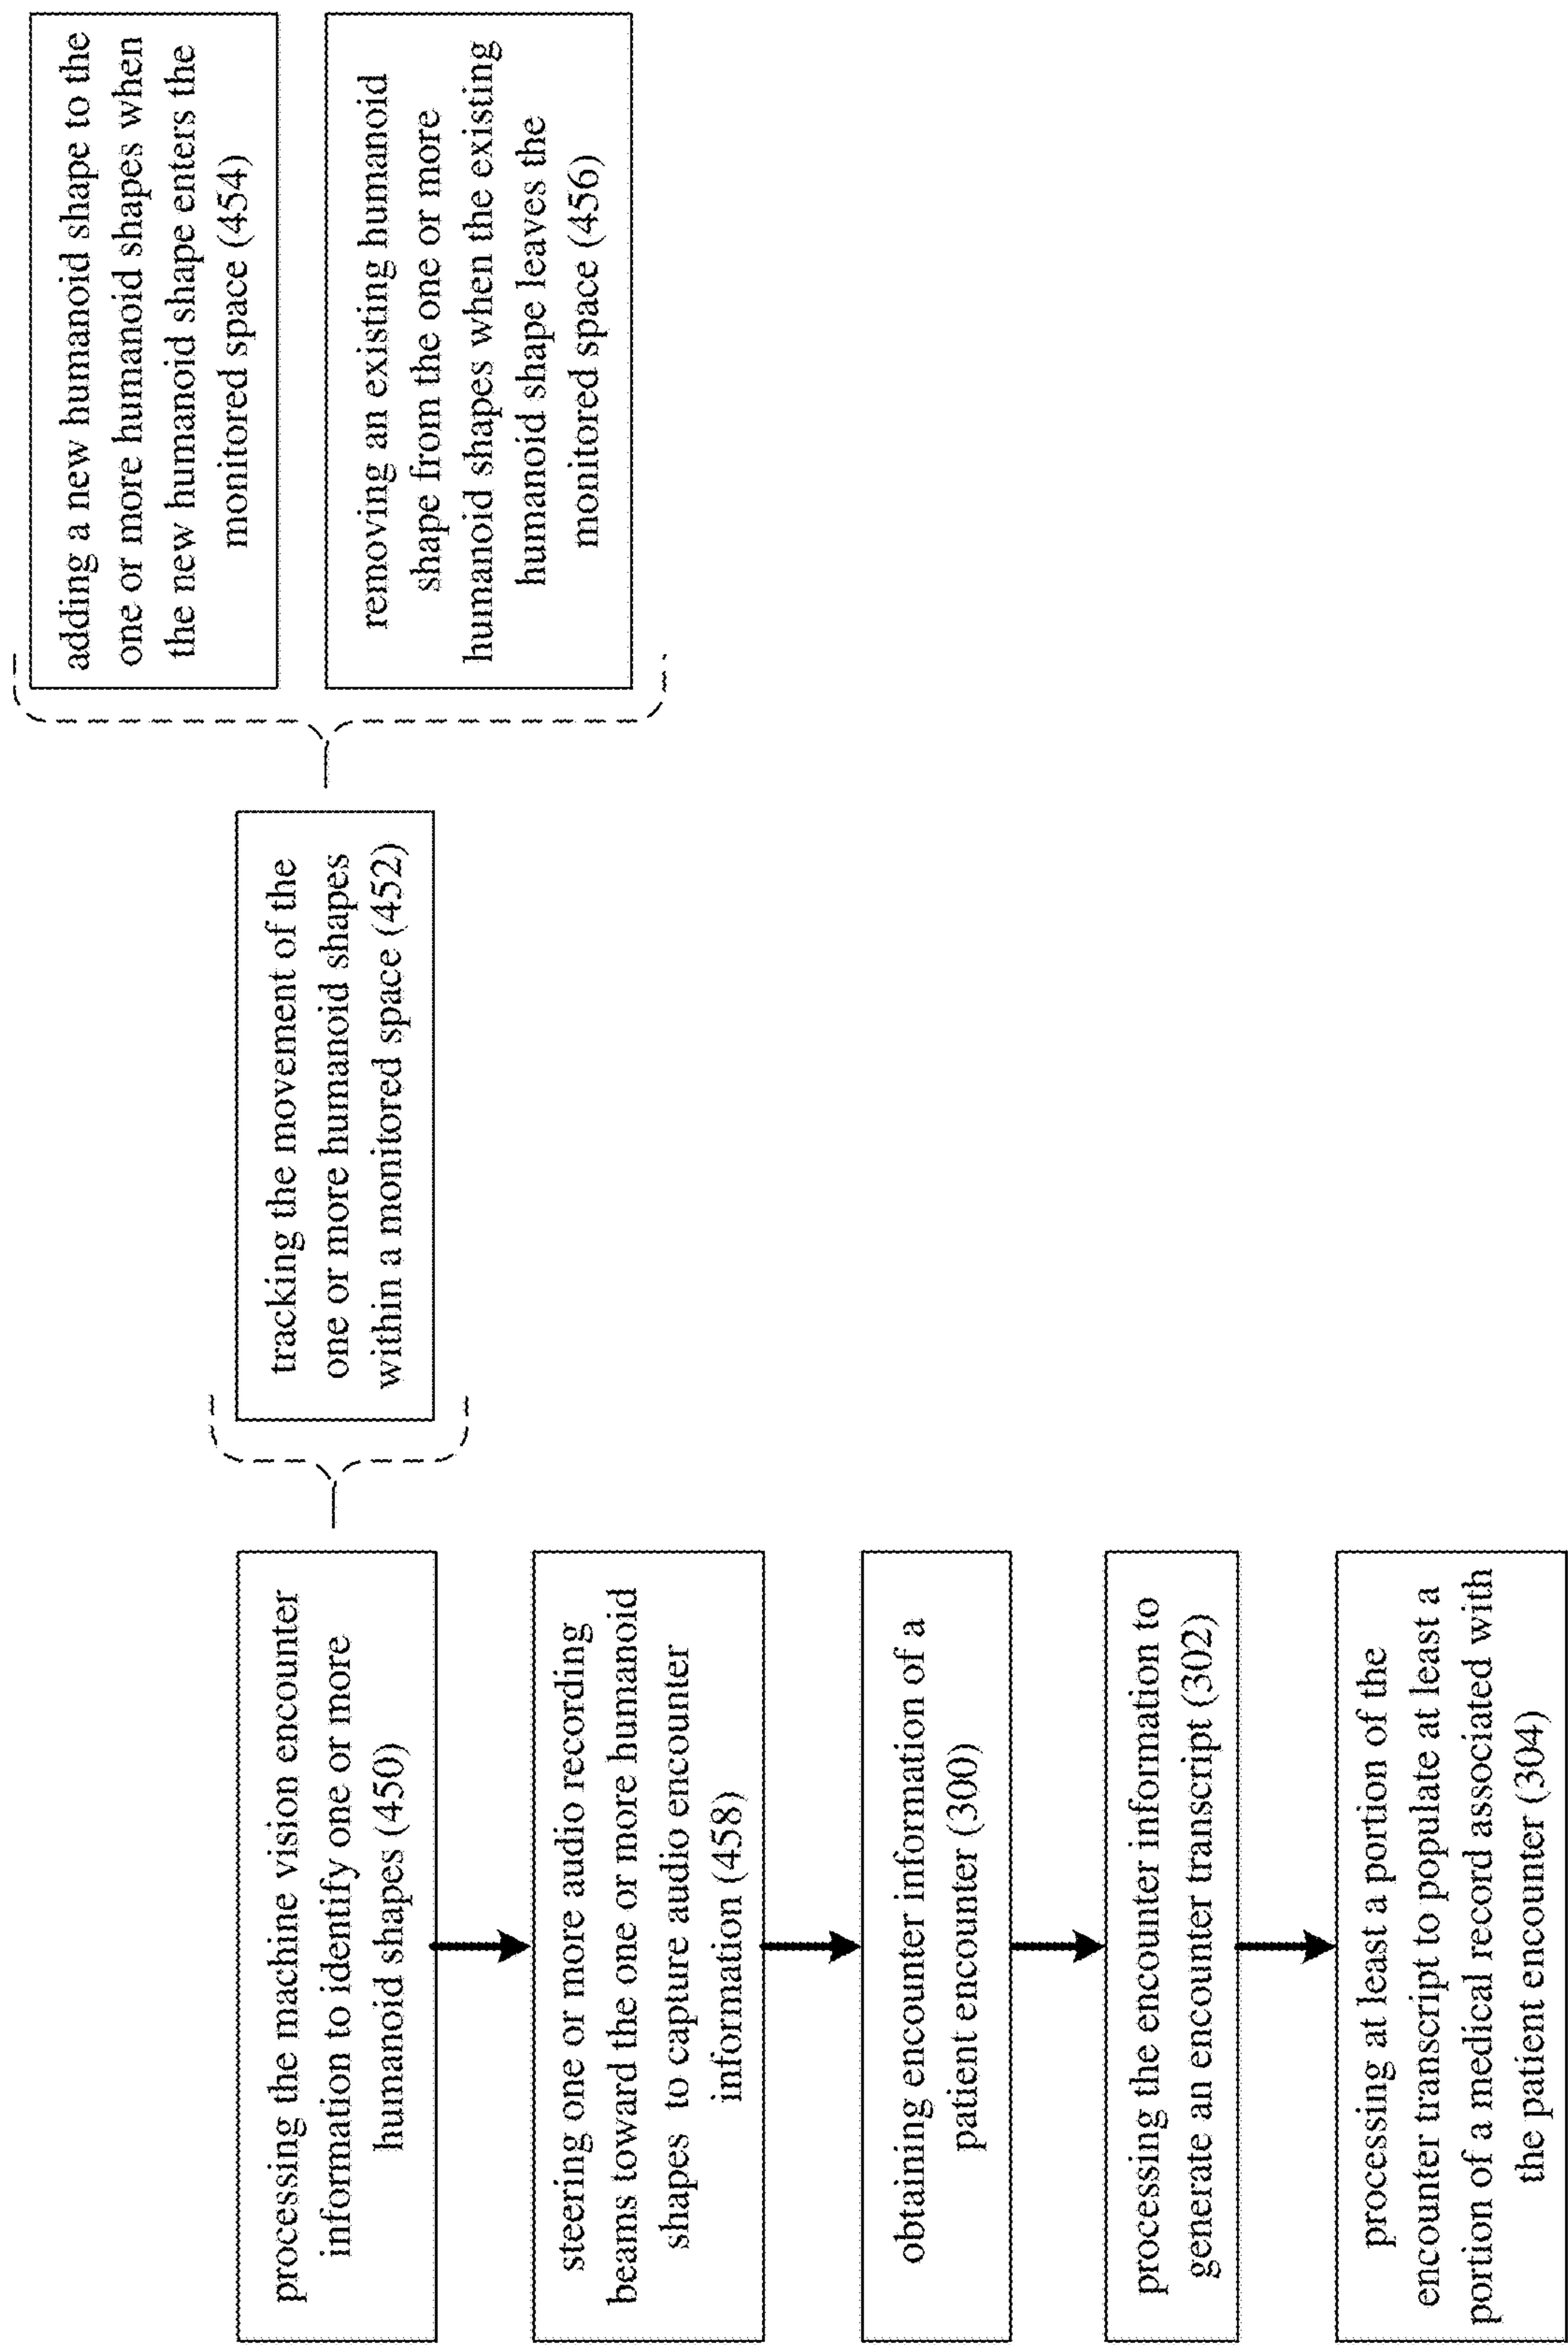 processing the machine vision encounter
information to identify one or more
humanoid shapes (450)
tracking the movement of the
one or more humanoid shapes
within a monitored space (452)
adding a new humanoid shape to the
one or more humanoid shapes when
the new humanoid shape enters the
monitored space (454)
removing an existing humanoid
shape from the one or more
humanoid shapes when the existing
humanoid shape leaves the
monitored space (456)
steering one or more audio recording
beams toward the one or more humanoid
shapes to capture audio encounter
information (458)
obtaining encounter information of a
patient encounter (300)
processing the encounter information to
generate an encounter transcript (302)
processing at least a portion of the
encounter transcript to populate at least a
portion of a medical record associated with
the patient encounter (304)